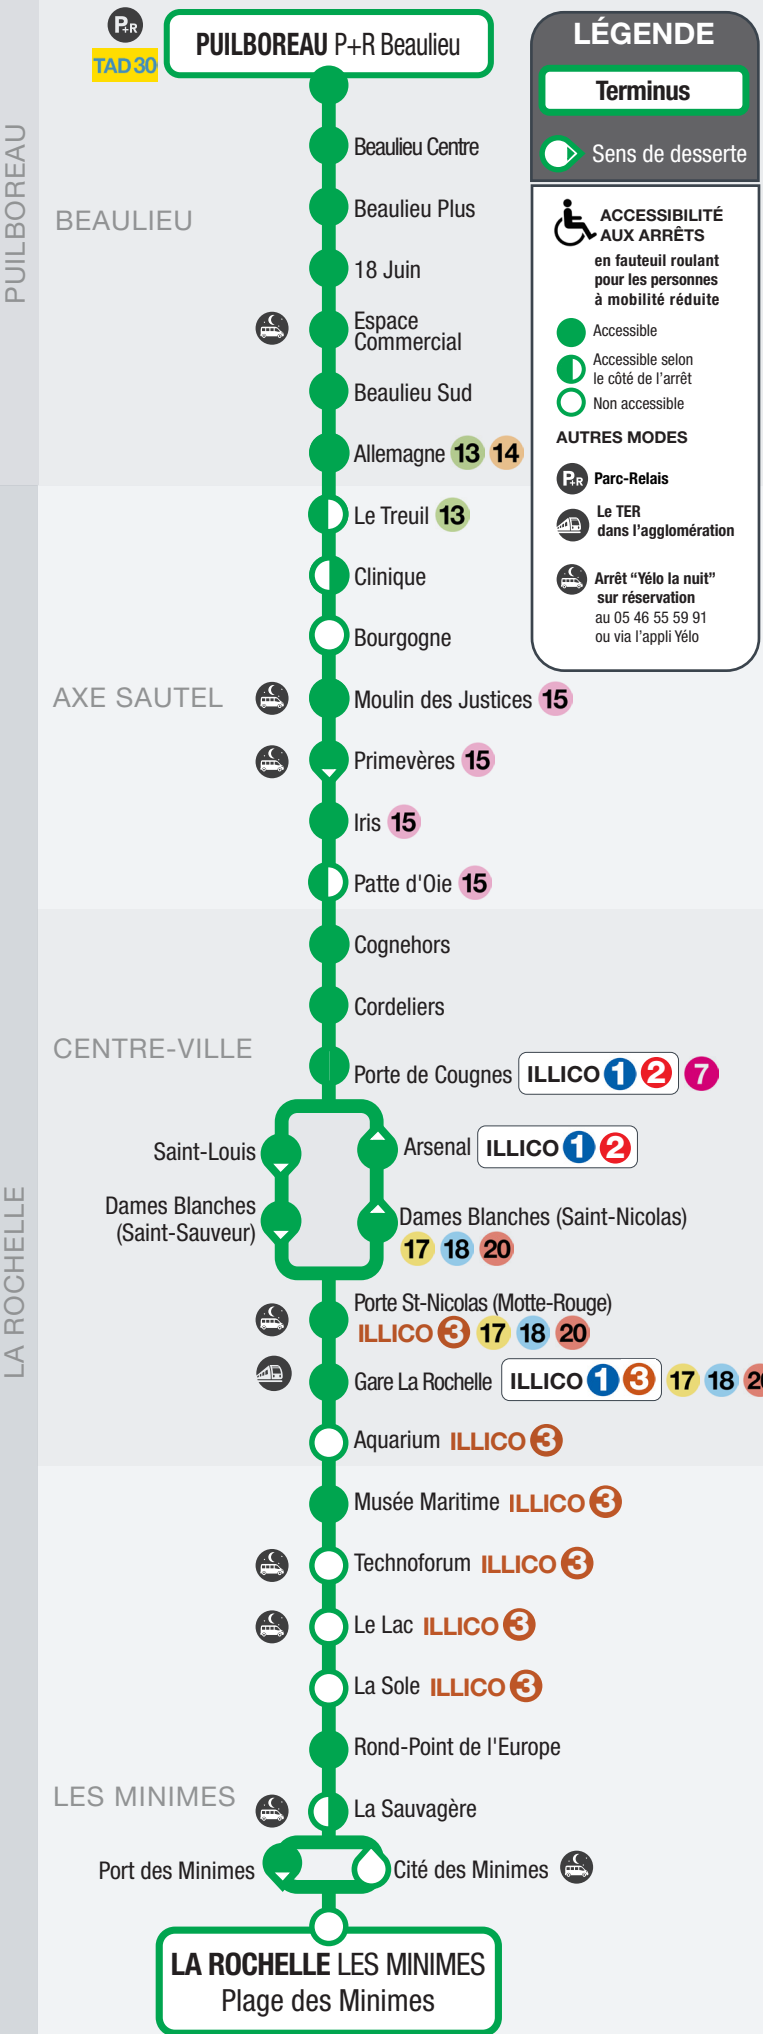 P+R
TAD 30
PUILBOREAU P+R Beaulieu
LÉGENDE
Terminus
Sens de desserte
ACCESSIBILITÉ
AUX ARRÊTS
en fauteuil roulant
pour les personnes
à mobilité réduite
Accessible
Accessible selon
le côté de l'arrêt
Non accessible
AUTRES MODES
P+R Parc-Relais
Le TER
dans l'agglomération
Arrêt “Yélo la nuit”
sur réservation
au 05 46 55 59 91
ou via l'appli Yélo
PUILBOREAU
BEAULIEU
Beaulieu Centre
Beaulieu Plus
18 Juin
Espace
Commercial
Beaulieu Sud
Allemagne 13 14
LA ROCHELLE
AXE SAUTEL
Le Treuil 13
Clinique
Bourgogne
Moulin des Justices 15
Primevères 15
Iris 15
Patte d'Oie 15
CENTRE-VILLE
Cognehors
Cordeliers
Porte de Cougnes ILLICO 1 2 7
Saint-Louis
Arsenal ILLICO 1 2
Dames Blanches
(Saint-Sauveur)
Dames Blanches (Saint-Nicolas)
17 18 20
Porte St-Nicolas (Motte-Rouge)
ILLICO 3 17 18 20
Gare La Rochelle ILLICO 1 3 17 18 20
Aquarium ILLICO 3
LES MINIMES
Musée Maritime ILLICO 3
Technoforum ILLICO 3
Le Lac ILLICO 3
La Sole ILLICO 3
Rond-Point de l'Europe
La Sauvagère
Port des Minimes
Cité des Minimes
LA ROCHELLE LES MINIMES
Plage des Minimes